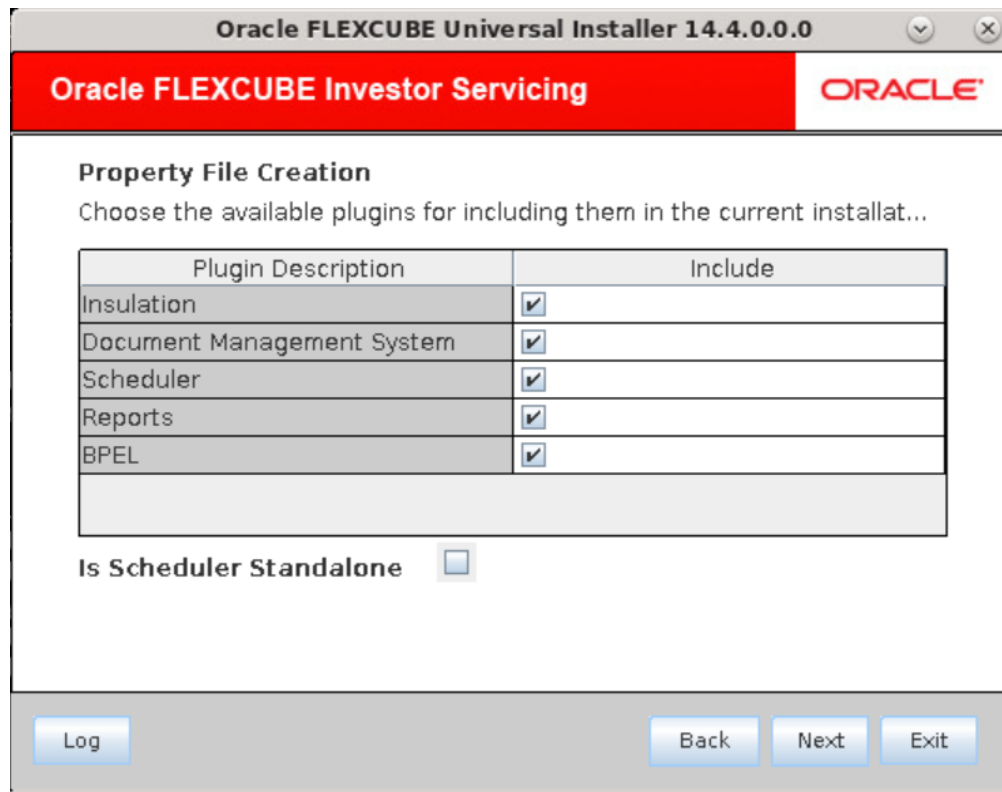 Oracle FLEXCUBE Universal Installer 14.4.0.0.0
Oracle FLEXCUBE Investor Servicing
ORACLE
Property File Creation
Choose the available plugins for including them in the current installat...
Plugin Description Include
Insulation
Document Management System
Scheduler
Reports
BPEL
Is Scheduler Standalone
Log Back Next Exit